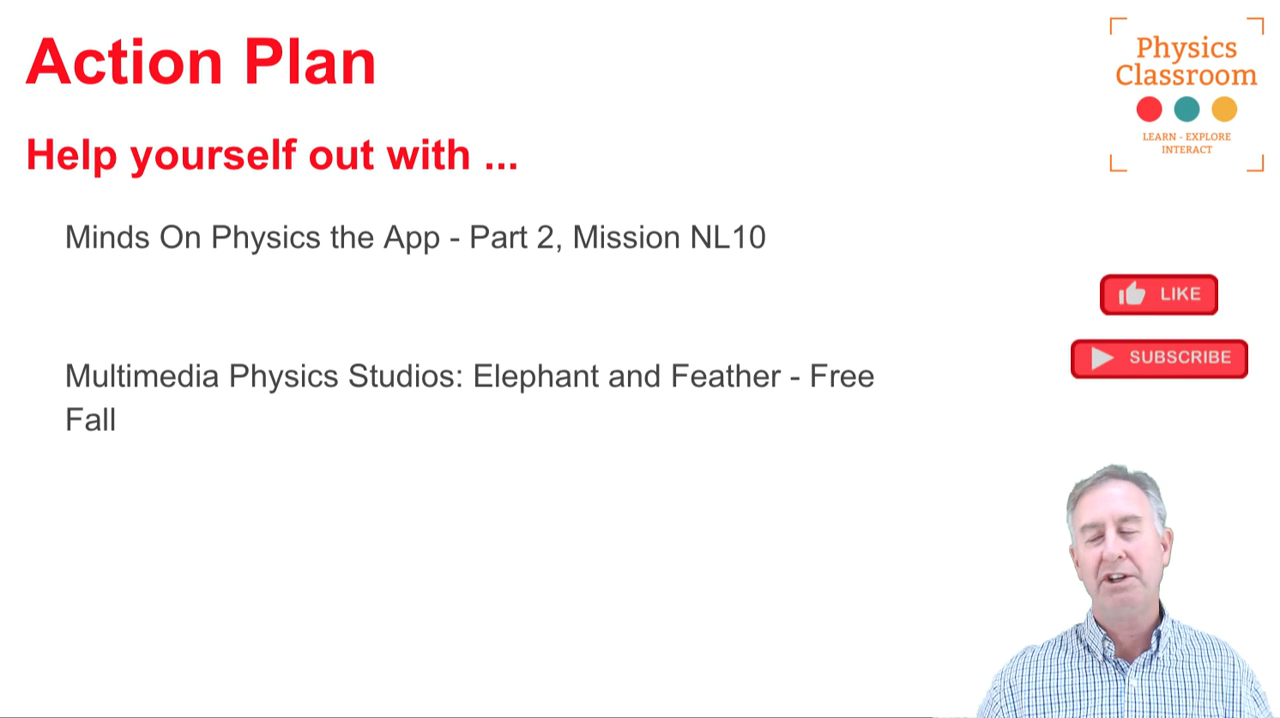 Action Plan
Physics
Classroom
LEARN - EXPLORE
INTERACT
Help yourself out with ...
Minds On Physics the App - Part 2, Mission NL10
LIKE
SUBSCRIBE
Multimedia Physics Studios: Elephant and Feather - Free
Fall